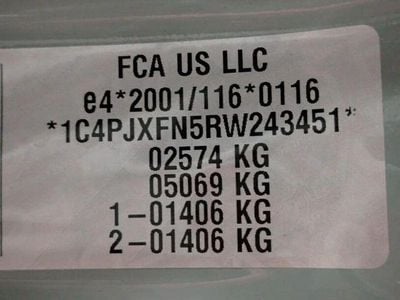 FCA US LLC
e4*2001/116*0116
*1C4PJXFN5RW243451*
02574 KG
05069 KG
1-01406 KG
2-01406 KG